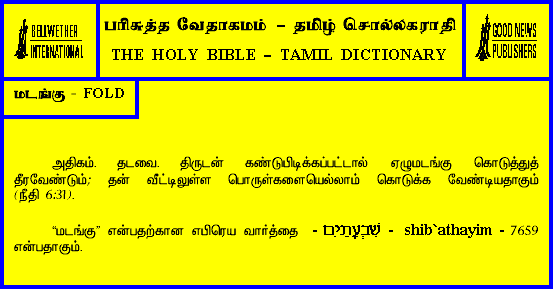 BELLWETHER
INTERNATIONAL
பரிசுத்த வேதாகமம் – தமிழ் சொல்லகராதி
THE HOLY BIBLE – TAMIL DICTIONARY
GOOD NEWS
PUBLISHERS
மடங்கு - FOLD
அதிகம். தடவை. திருடன் கண்டுபிடிக்கப்பட்டால் ஏழுமடங்கு கொடுத்துத்
தீரவேண்டும்; தன் வீட்டிலுள்ள பொருள்களையெல்லாம் கொடுக்க வேண்டியதாகும்
(நீதி 6:31).
“மடங்கு” என்பதற்கான எபிரெய வார்த்தை - שִׁבְעָתַיִם - shib`athayim - 7659
என்பதாகும்.